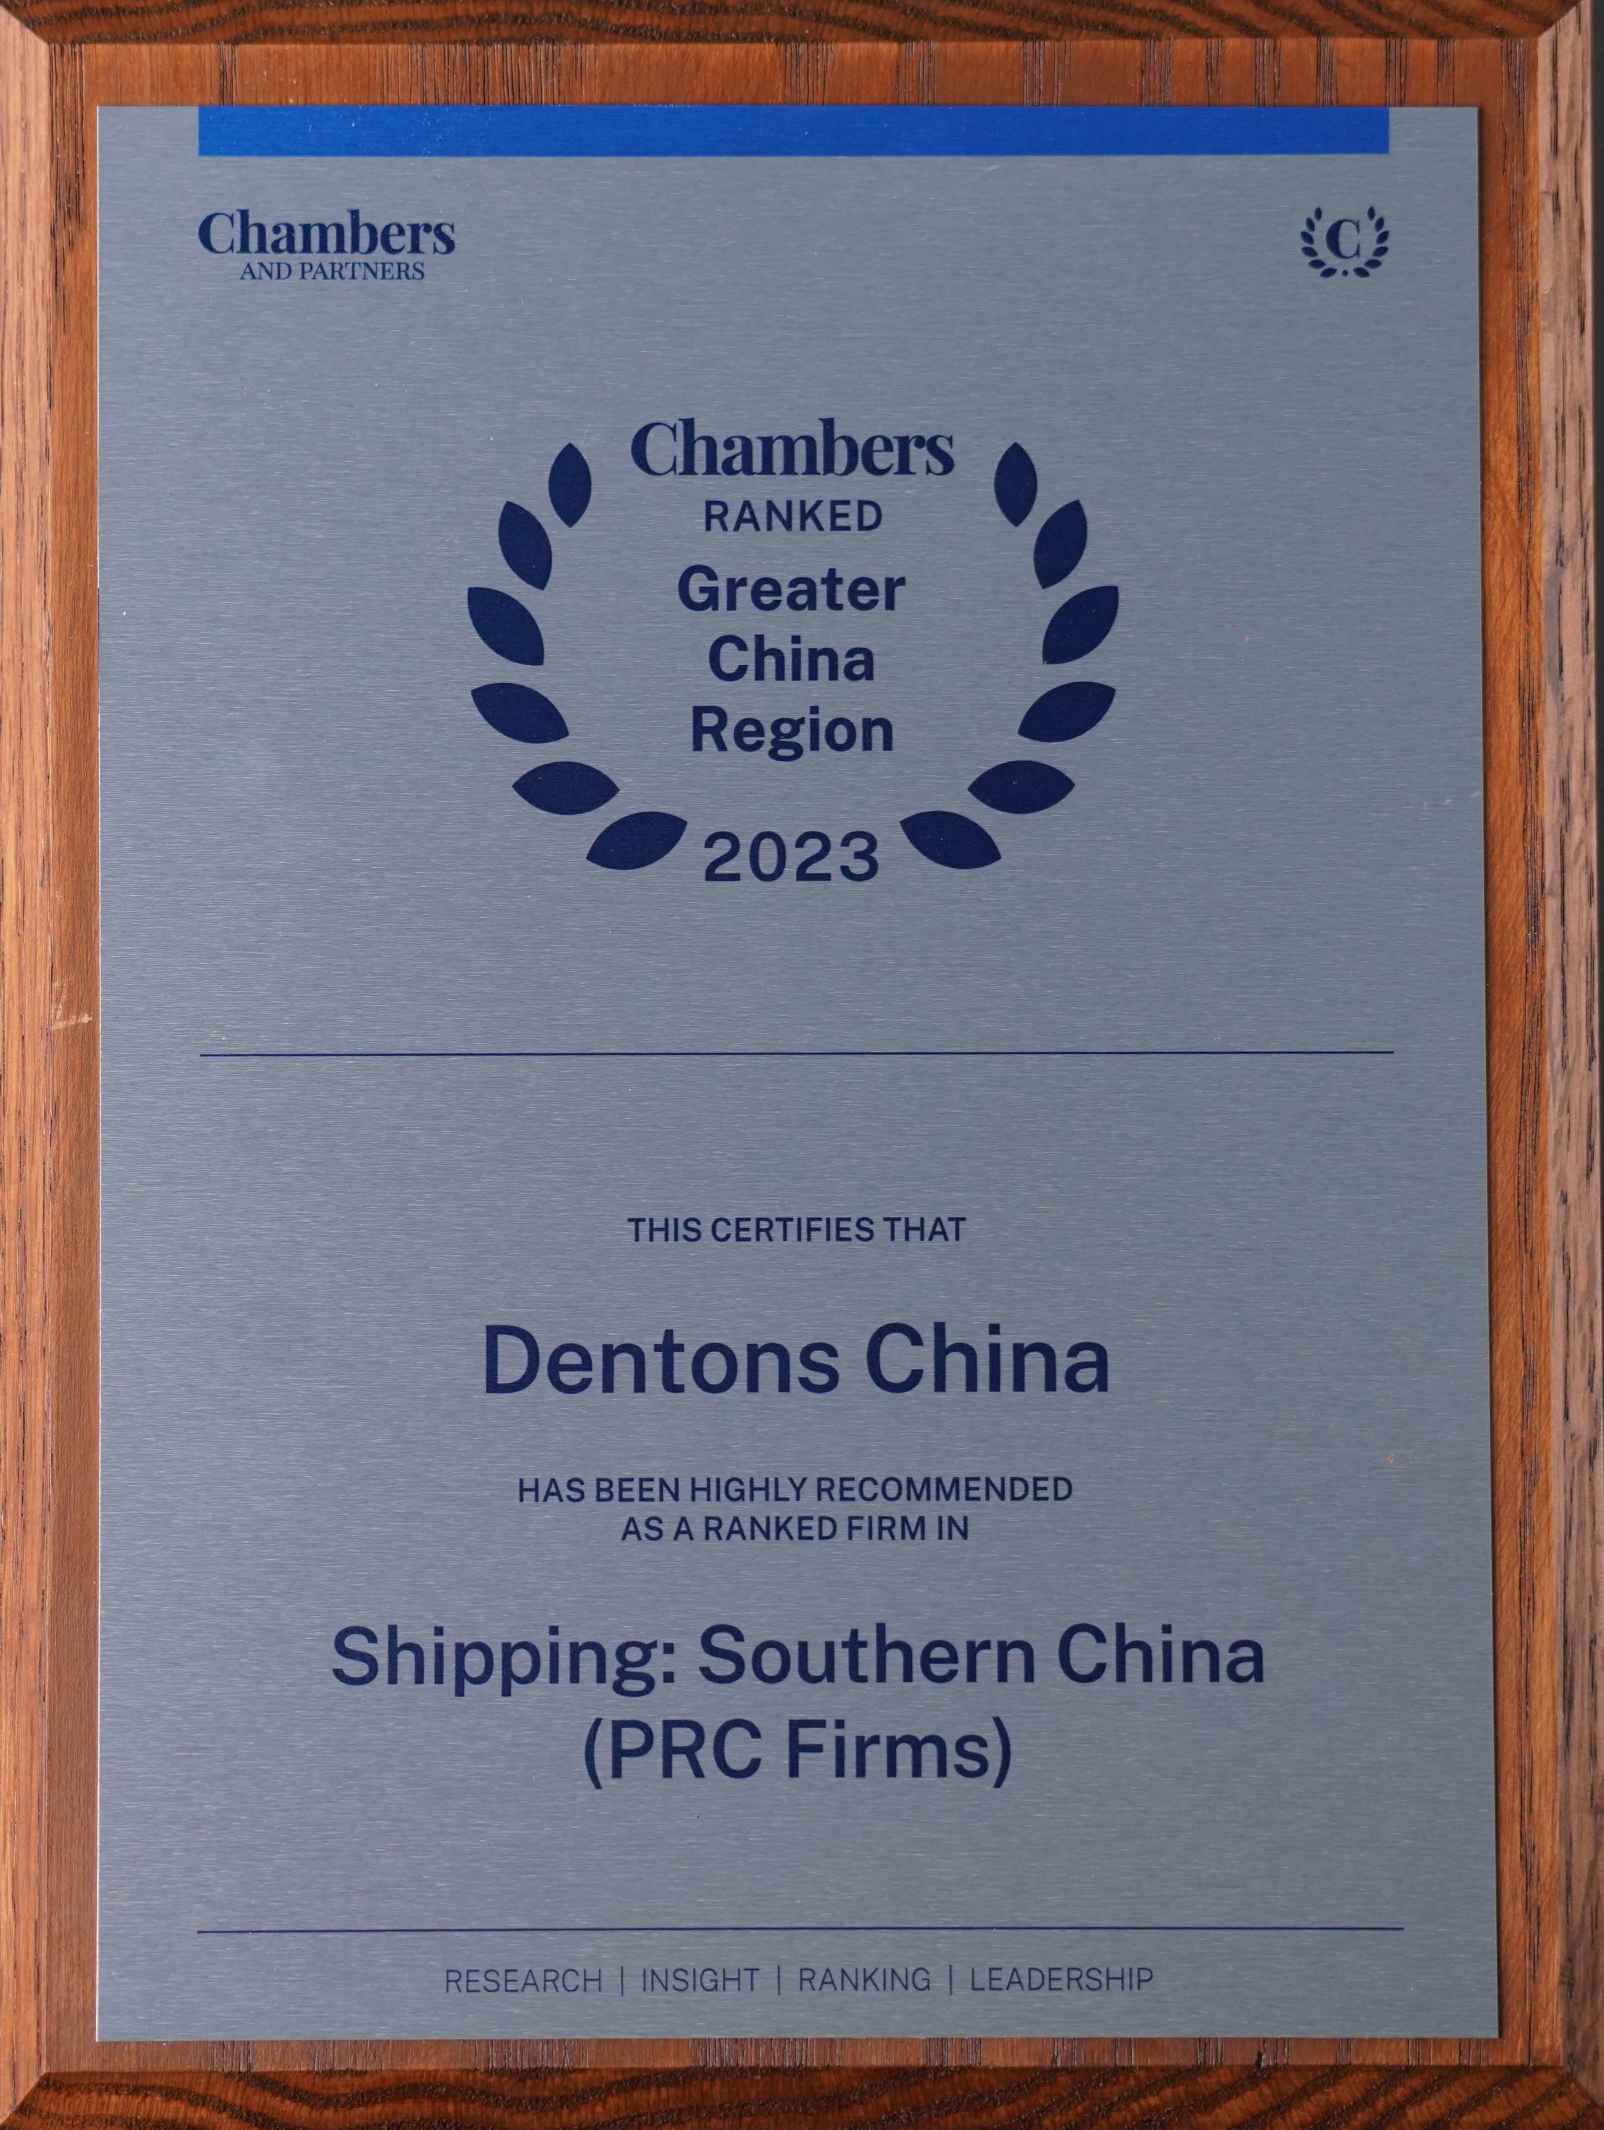 Chambers
AND PARTNERS
C
Chambers
RANKED
Greater
China
Region
2023
THIS CERTIFIES THAT
Dentons China
HAS BEEN HIGHLY RECOMMENDED
AS A RANKED FIRM IN
Shipping: Southern China
(PRC Firms)
RESEARCH | INSIGHT | RANKING | LEADERSHIP